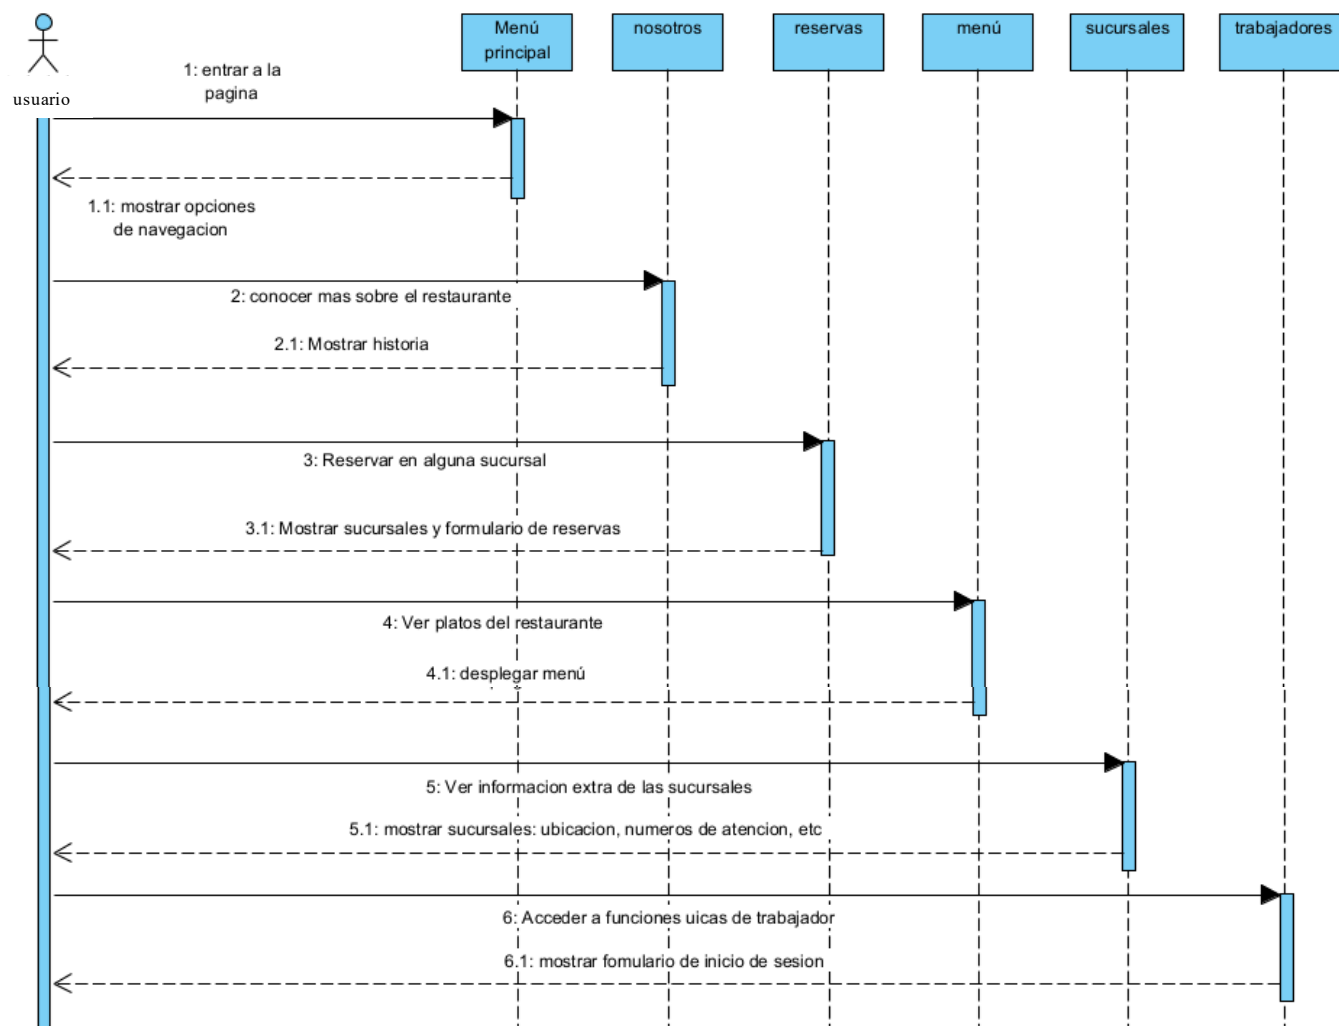 Menú
principal
nosotros
reservas
menú
sucursales
trabajadores
usuario
1: entrar a la
pagina
1.1: mostrar opciones
de navegacion
2: conocer mas sobre el restaurante
2.1: Mostrar historia
3: Reservar en alguna sucursal
3.1: Mostrar sucursales y formulario de reservas
4: Ver platos del restaurante
4.1: desplegar menú
5: Ver informacion extra de las sucursales
5.1: mostrar sucursales: ubicacion, numeros de atencion, etc
6: Acceder a funciones uicas de trabajador
6.1: mostrar fomulario de inicio de sesion